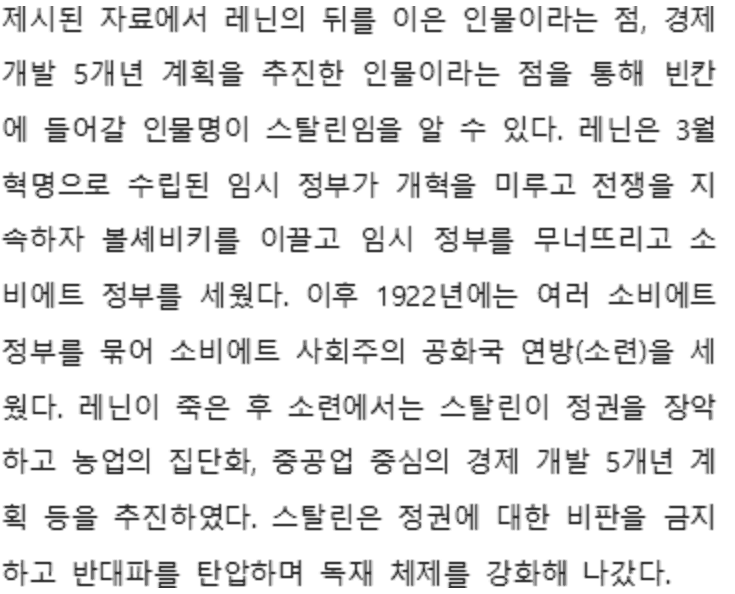 제시된 자료에서 레닌의 뒤를 이은 인물이라는 점, 경제
개발 5개년 계획을 추진한 인물이라는 점을 통해 빈칸
에 들어갈 인물명이 스탈린임을 알 수 있다. 레닌은 3월
혁명으로 수립된 임시 정부가 개혁을 미루고 전쟁을 지
속하자 볼셰비키를 이끌고 임시 정부를 무너뜨리고 소
비에트 정부를 세웠다. 이후 1922년에는 여러 소비에트
정부를 묶어 소비에트 사회주의 공화국 연방(소련)을 세
웠다. 레닌이 죽은 후 소련에서는 스탈린이 정권을 장악
하고 농업의 집단화, 중공업 중심의 경제 개발 5개년 계
획 등을 추진하였다. 스탈린은 정권에 대한 비판을 금지
하고 반대파를 탄압하며 독재 체제를 강화해 나갔다.